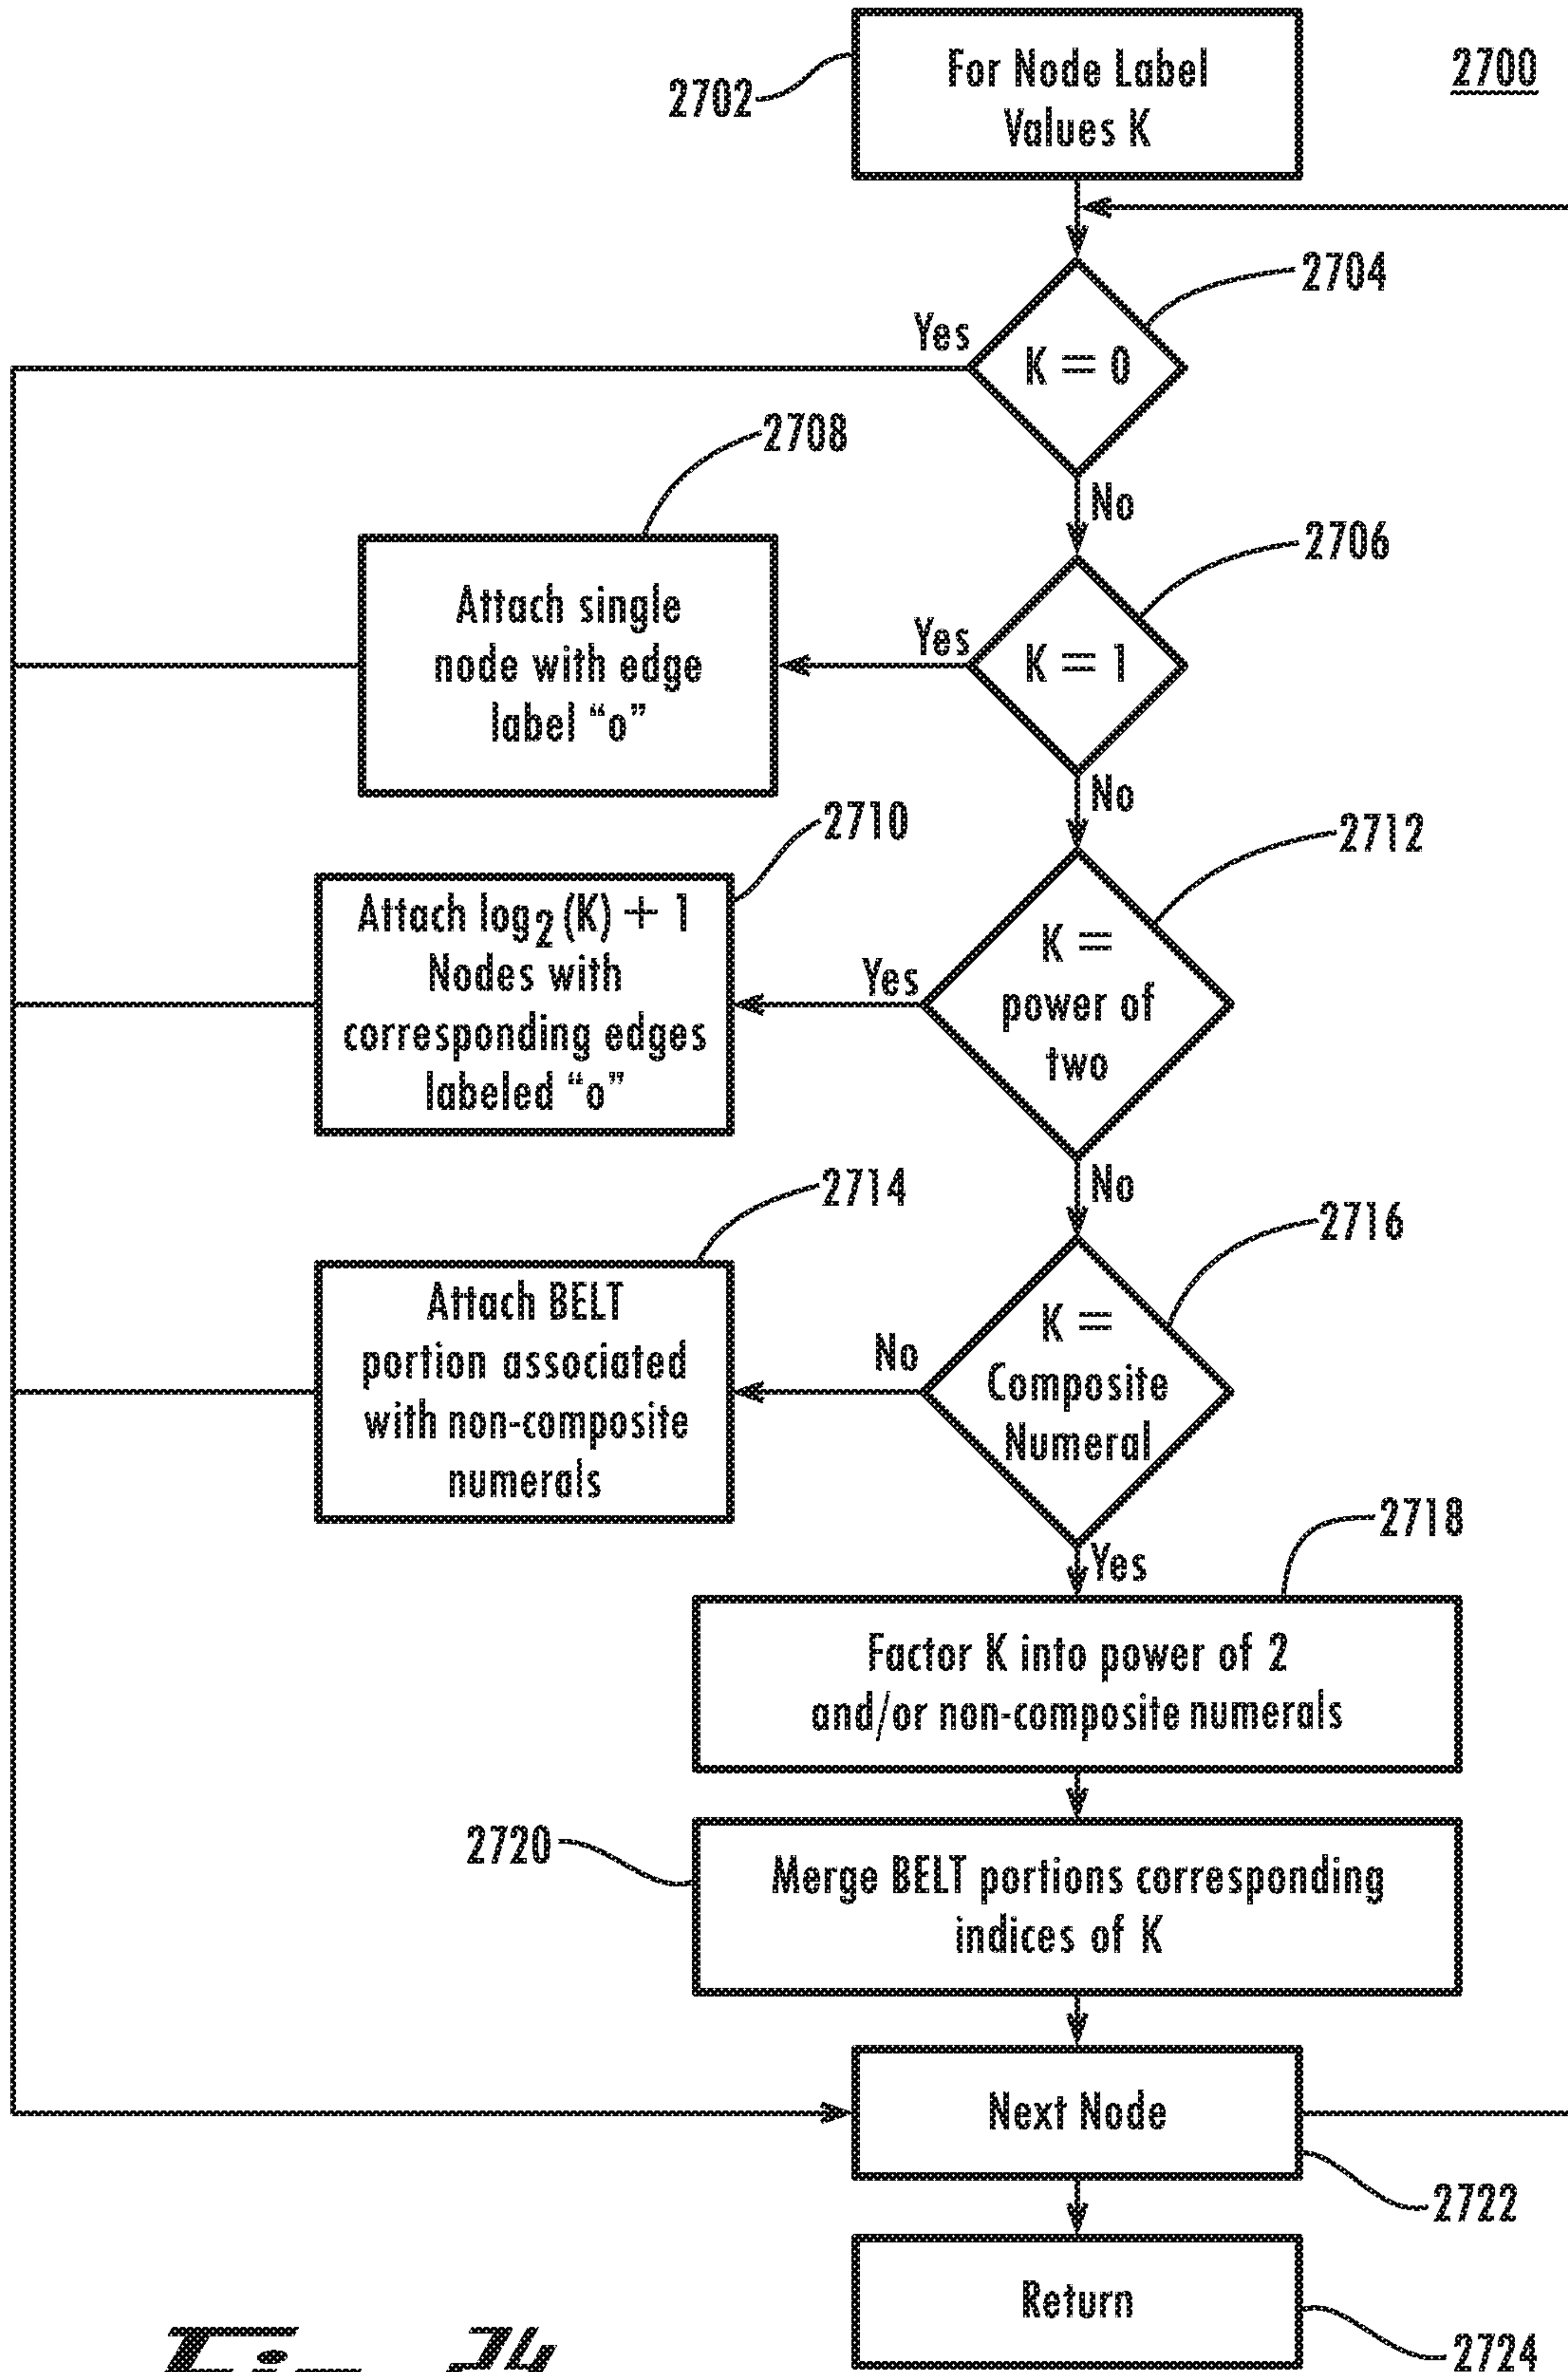 For Node Label
Values K
2700
2702
2704
Yes
K = 0
2708
No
2706
Attach single
node with edge
label “o”
Yes
K = 1
No
2710
2712
Attach log2 (K) + 1
Nodes with
corresponding edges
labeled “o”
Yes
K =
power of
two
No
2714
2716
Attach BELT
portion associated
with non-composite
numerals
No
K =
Composite
Numeral
2718
Yes
Factor K into power of 2
and/or non-composite numerals
2720
Merge BELT portions corresponding
indices of K
Next Node
2722
Return
2724